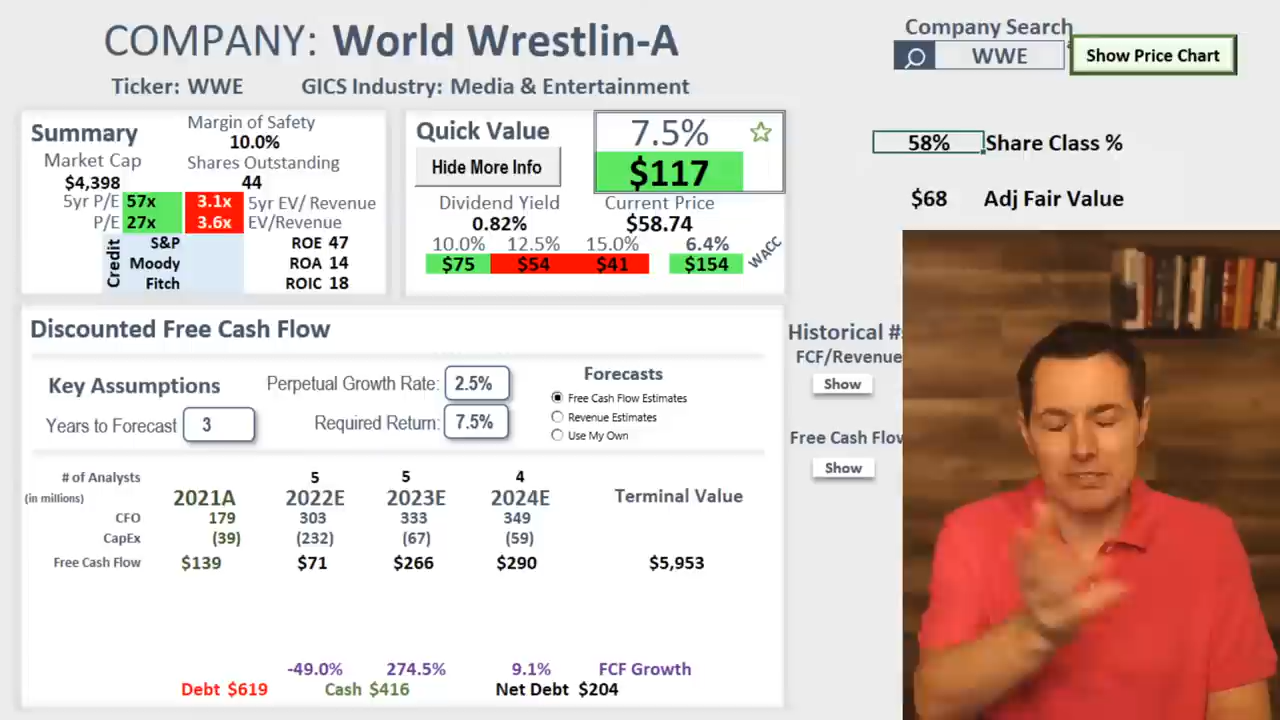 COMPANY: World Wrestlin-A
Ticker: WWE GICS Industry: Media & Entertainment
Company Search
WWE
Show Price Chart
58% Share Class %
$68 Adj Fair Value
Summary
Margin of Safety
10.0%
Market Cap
$4,398
Shares Outstanding
44
5yr P/E 57x 3.1x 5yr EV/ Revenue
P/E 27x 3.6x EV/Revenue
Credit
S&P ROE 47
Moody ROA 14
Fitch ROIC 18
Quick Value
Hide More Info
7.5%
$117
Dividend Yield
0.82%
Current Price
$58.74
10.0% 12.5% 15.0% 6.4%
$75 $54 $41 $154
WACC
Discounted Free Cash Flow
Key Assumptions
Years to Forecast 3
Perpetual Growth Rate: 2.5%
Required Return: 7.5%
Forecasts
Free Cash Flow Estimates
Revenue Estimates
Use My Own
Historical #
FCF/Revenue
Show
Free Cash Flow
Show
# of Analysts 5 5 4
(in millions) 2021A 2022E 2023E 2024E Terminal Value
CFO 179 303 333 349
CapEx (39) (232) (67) (59)
Free Cash Flow $139 $71 $266 $290 $5,953
-49.0% 274.5% 9.1% FCF Growth
Debt $619 Cash $416 Net Debt $204